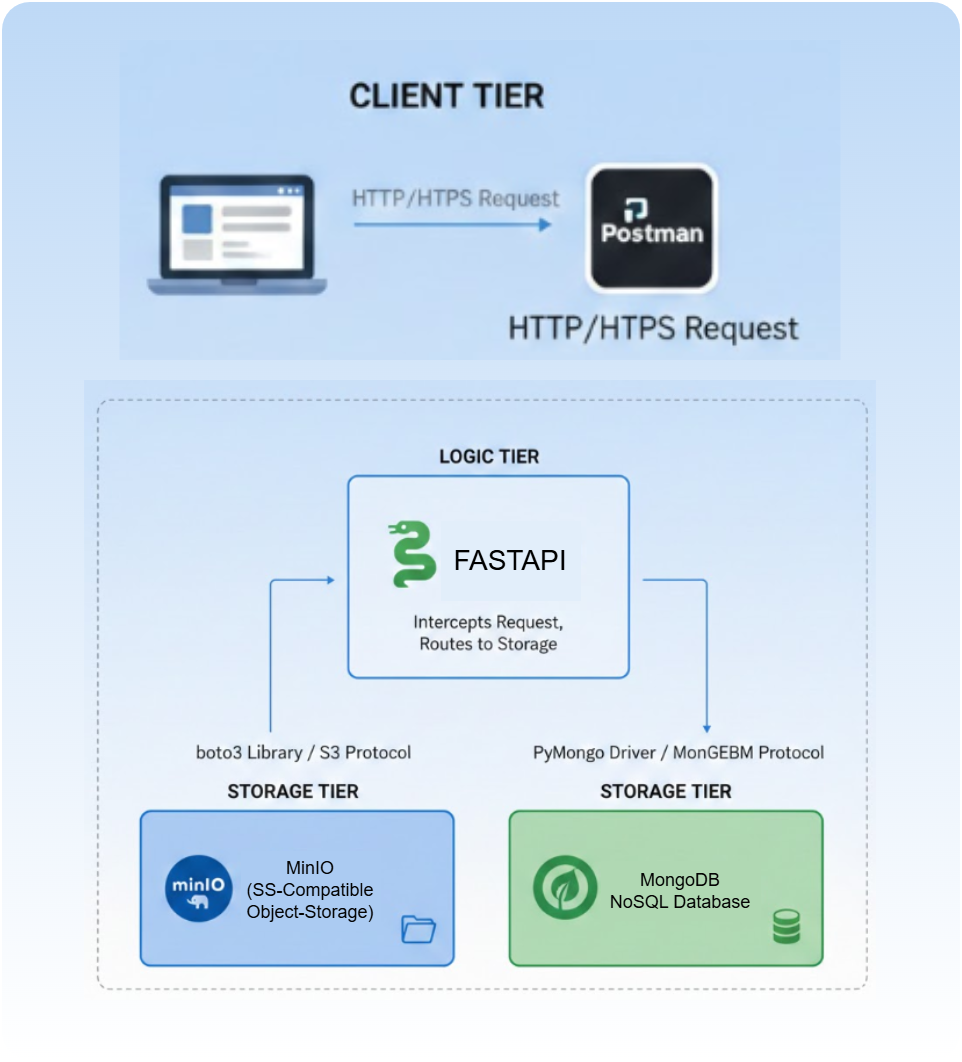 CLIENT TIER
HTTP/HTPS Request
Postman
HTTP/HTPS Request
LOGIC TIER
FASTAPI
Intercepts Request,
Routes to Storage
boto3 Library / S3 Protocol
PyMongo Driver / MonGEBM Protocol
STORAGE TIER
STORAGE TIER
minIO
MinIO
(SS-Compatible
Object-Storage)
MongoDB
NoSQL Database